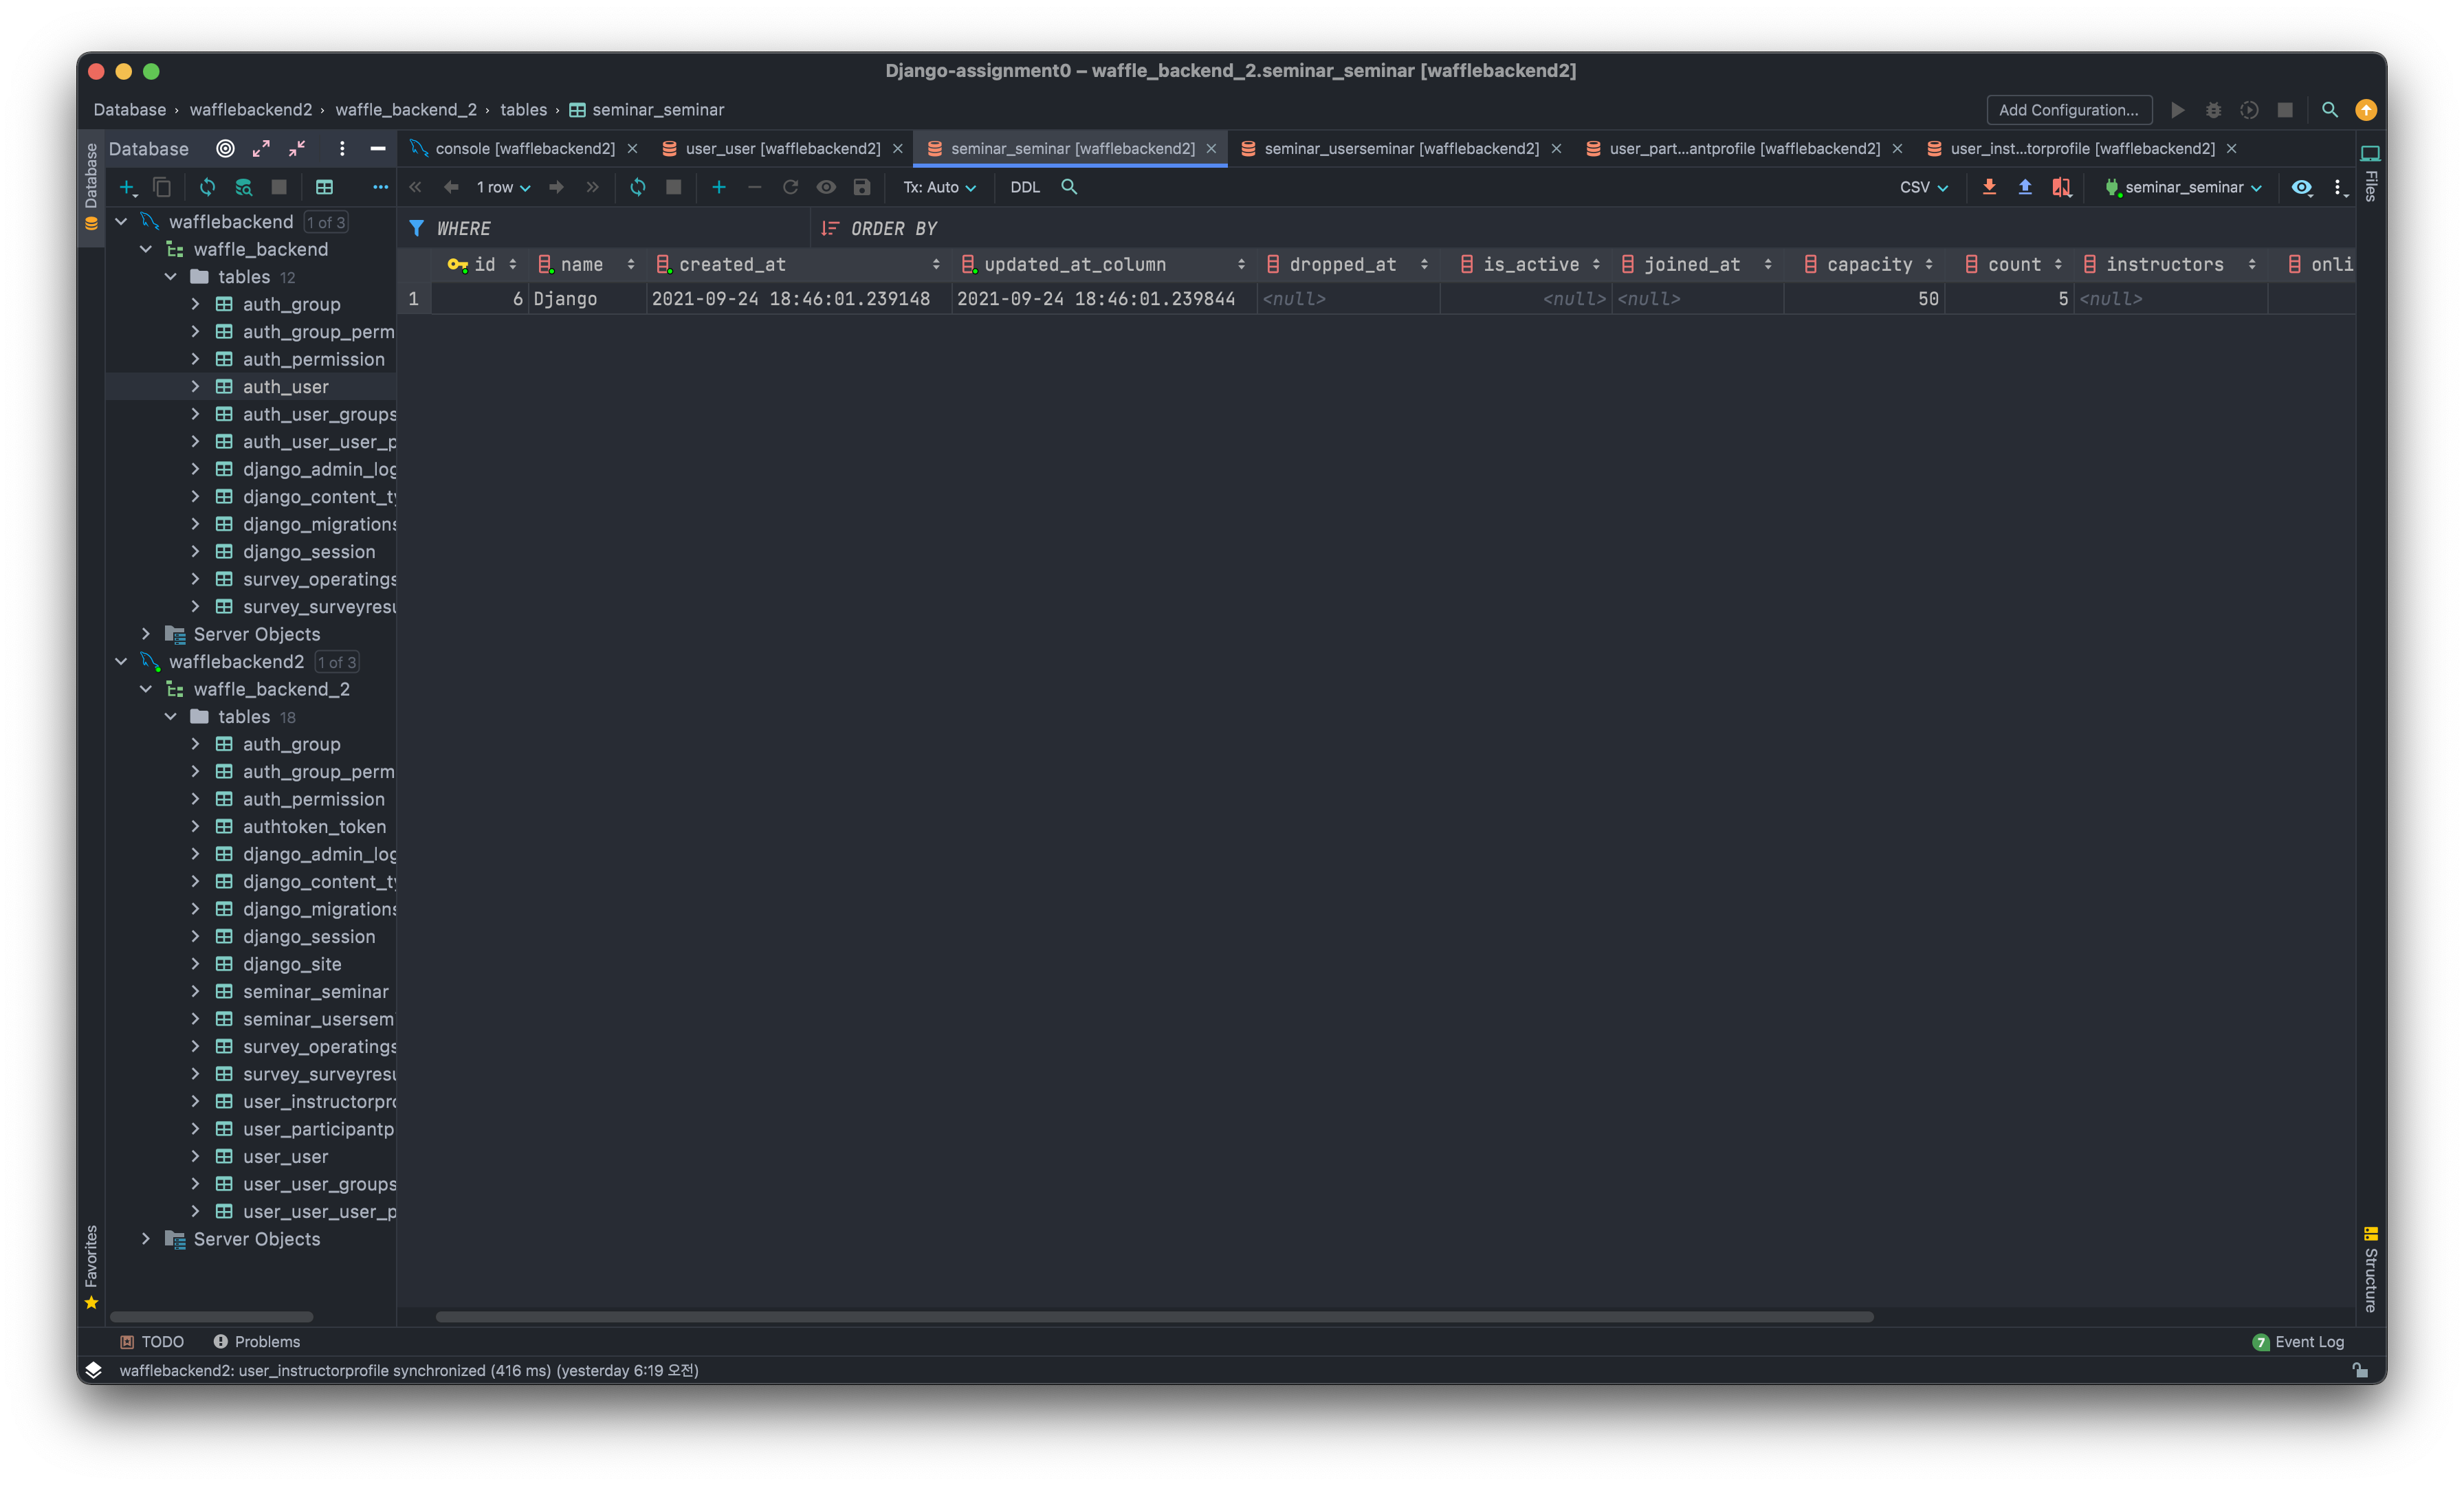 Django-assignment0 – waffle_backend_2.seminar_seminar [wafflebackend2]
Database › wafflebackend2 › waffle_backend_2 › tables › seminar_seminar
Add Configuration...
Database
Database
console [wafflebackend2]
user_user [wafflebackend2]
seminar_seminar [wafflebackend2]
seminar_userseminar [wafflebackend2]
user_part...antprofile [wafflebackend2]
user_inst...torprofile [wafflebackend2]
Files
1 row
Tx: Auto
DDL
CSV
seminar_seminar
WHERE
ORDER BY
id name created_at updated_at_column dropped_at is_active joined_at capacity count instructors onli
1 6 Django 2021-09-24 18:46:01.239148 2021-09-24 18:46:01.239844 <null> <null> <null> 50 5 <null>
wafflebackend 1 of 3
waffle_backend
tables 12
auth_group
auth_group_perm
auth_permission
auth_user
auth_user_groups
auth_user_user_p
django_admin_log
django_content_ty
django_migrations
django_session
survey_operatings
survey_surveyresu
Server Objects
wafflebackend2 1 of 3
waffle_backend_2
tables 18
auth_group
auth_group_perm
auth_permission
authtoken_token
django_admin_log
django_content_ty
django_migrations
django_session
django_site
seminar_seminar
seminar_usersem
survey_operatings
survey_surveyresu
user_instructorpro
user_participantp
user_user
user_user_groups
user_user_user_p
Server Objects
Favorites
Structure
TODO
Problems
7 Event Log
wafflebackend2: user_instructorprofile synchronized (416 ms) (yesterday 6:19 오전)